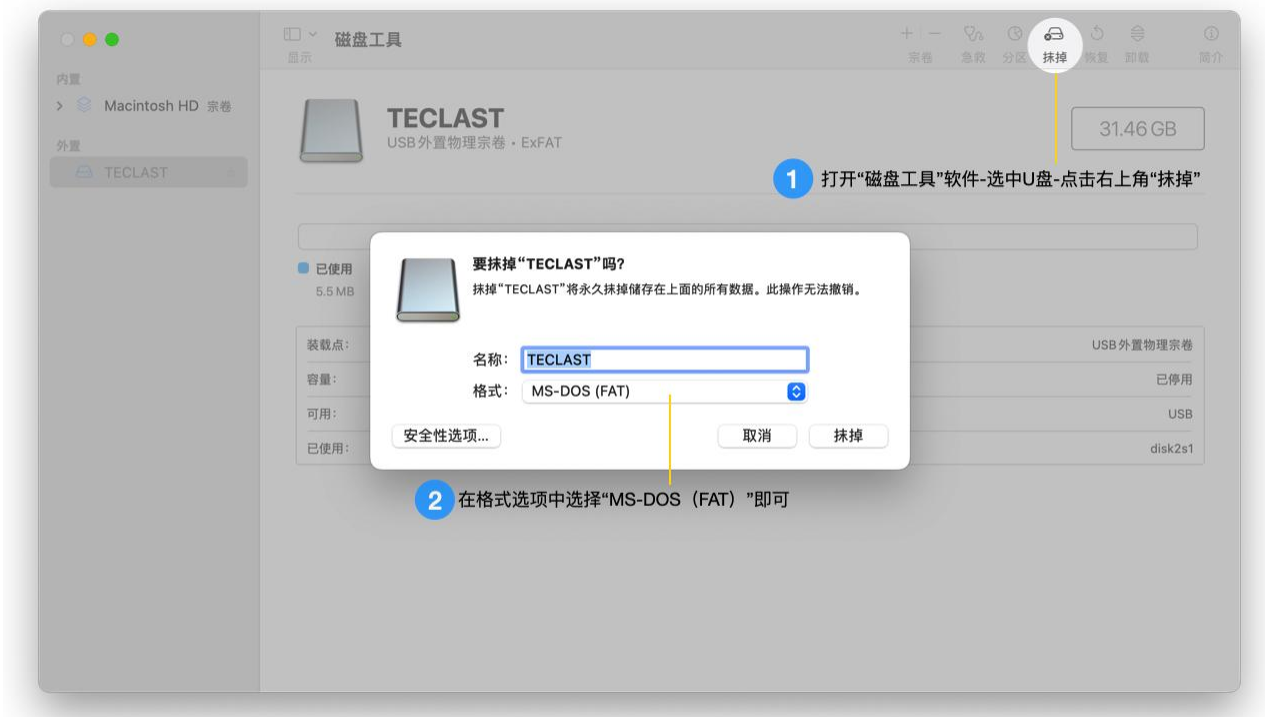 磁盘工具
显示
宗卷
急救
分区
抹掉
恢复
卸载
简介
内置
Macintosh HD 宗卷
外置
TECLAST
TECLAST
USB外置物理宗卷 • ExFAT
31.46 GB
1 打开“磁盘工具”软件-选中U盘-点击右上角“抹掉”
已使用
5.5 MB
要抹掉“TECLAST”吗?
抹掉“TECLAST”将永久抹掉储存在上面的所有数据。此操作无法撤销。
名称: TECLAST
格式: MS-DOS (FAT)
安全性选项...
取消
抹掉
装载点:
USB外置物理宗卷
容量:
已停用
可用:
USB
已使用:
disk2s1
2 在格式选项中选择“MS-DOS（FAT）”即可